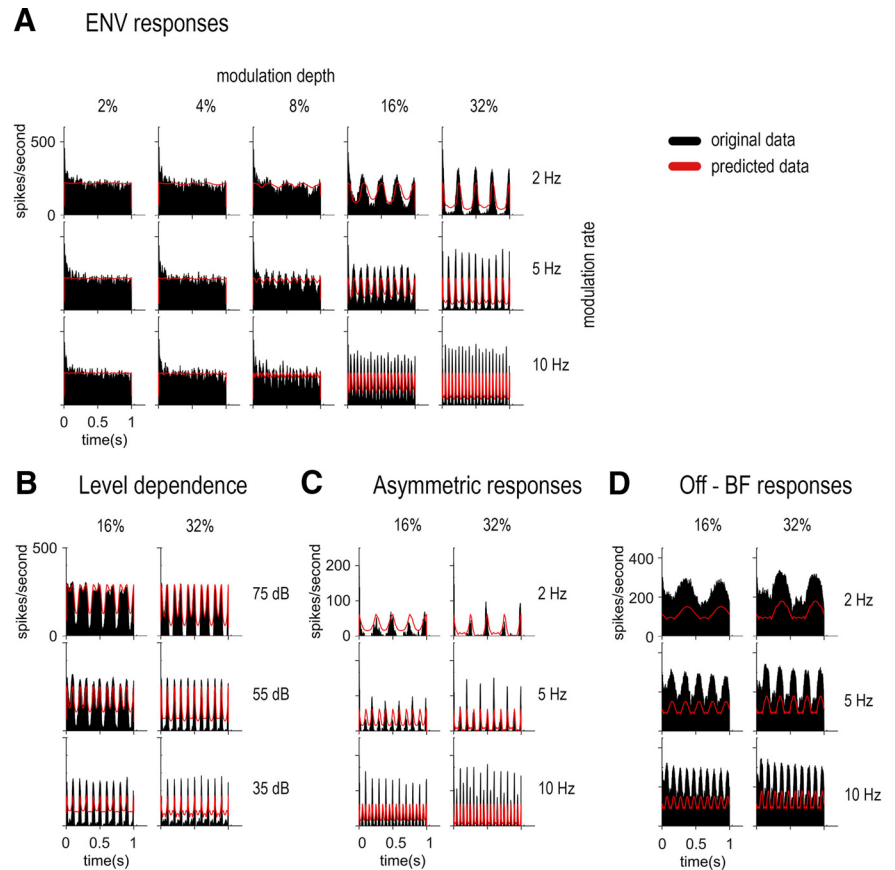 A ENV responses
modulation depth
2% 4% 8% 16% 32%
original data
predicted data
spikes/second
500
0
2 Hz
5 Hz
10 Hz
modulation rate
0 0.5 1
time(s)
B Level dependence
16% 32%
spikes/second
500
0
75 dB
55 dB
35 dB
0 0.5 1
time(s)
C Asymmetric responses
16% 32%
spikes/second
200
100
0
2 Hz
5 Hz
10 Hz
0 0.5 1
time(s)
D Off - BF responses
16% 32%
spikes/second
400
200
0
2 Hz
5 Hz
10 Hz
0 0.5 1
time(s)